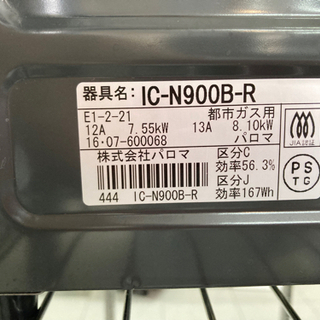 器具名: IC-N900B-R
E1-2-21 都市ガス用
12A 7.55kW 13A 8.10kW
16·07-600068 パロマ
株式会社パロマ 区分C
効率56.3%
区分J
444 IC-N900B-R 効率167Wh
JIA認証
PS
TG